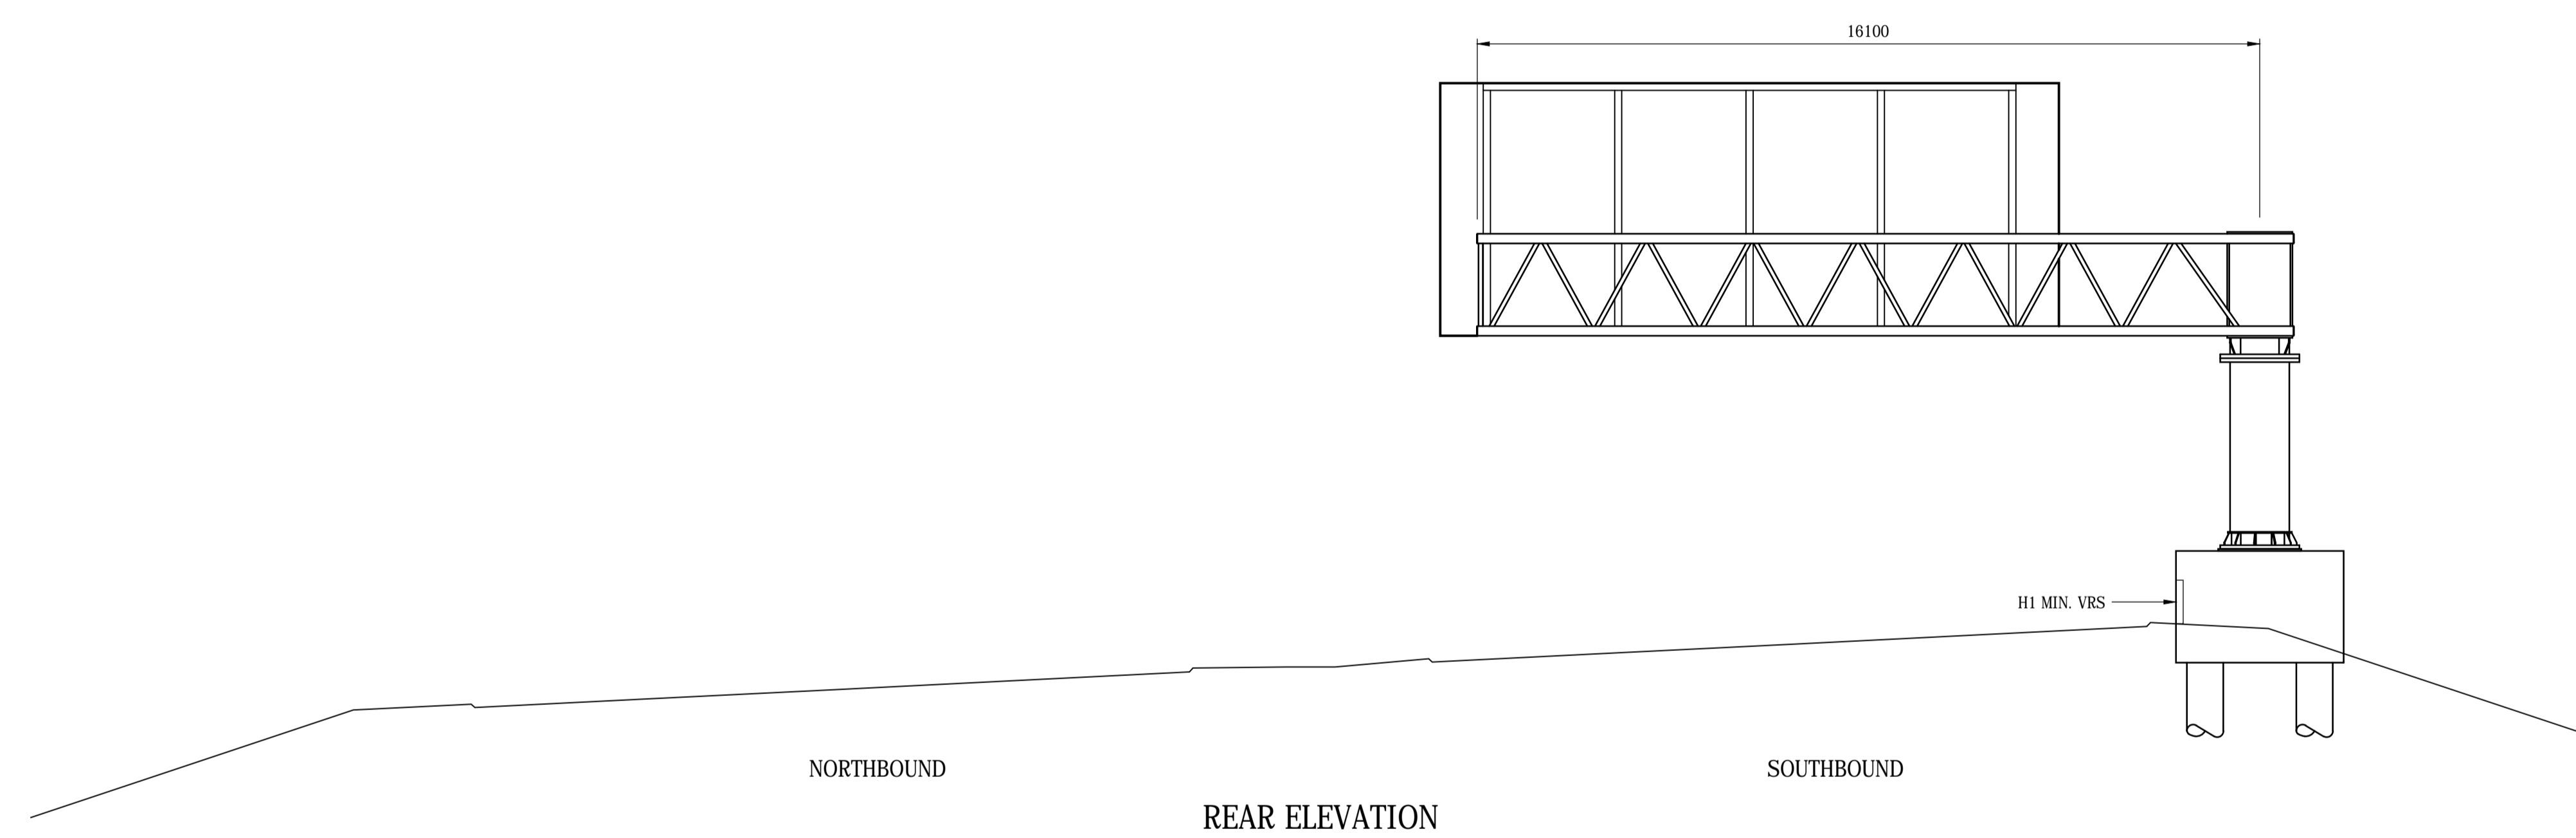 16100
H1 MIN. VRS
NORTHBOUND
SOUTHBOUND
REAR ELEVATION